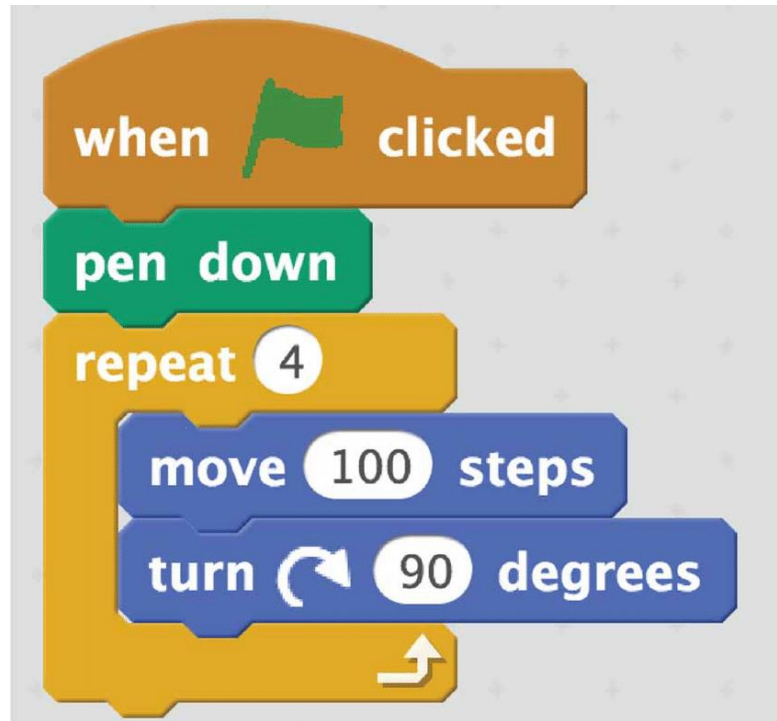 when clicked
pen down
repeat 4
move 100 steps
turn 90 degrees